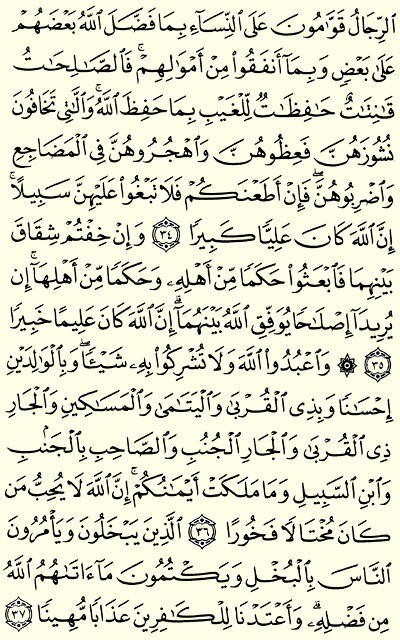 ٱلرِّجَالُ قَوَّٰمُونَ عَلَى ٱلنِّسَآءِ بِمَا فَضَّلَ ٱللَّهُ بَعْضَهُمْ
عَلَىٰ بَعْضٍ وَبِمَآ أَنفَقُوا۟ مِنْ أَمْوَٰلِهِمْ ۚ فَٱلصَّٰلِحَٰتُ
قَٰنِتَٰتٌ حَٰفِظَٰتٌ لِّلْغَيْبِ بِمَا حَفِظَ ٱللَّهُ ۚ وَٱلَّٰتِى تَخَافُونَ
نُشُوزَهُنَّ فَعِظُوهُنَّ وَٱهْجُرُوهُنَّ فِى ٱلْمَضَاجِعِ
وَٱضْرِبُوهُنَّ ۖ فَإِنْ أَطَعْنَكُمْ فَلَا تَبْغُوا۟ عَلَيْهِنَّ سَبِيلًا ۗ
إِنَّ ٱللَّهَ كَانَ عَلِيًّا كَبِيرًا ٣٤ وَإِنْ خِفْتُمْ شِقَاقَ
بَيْنِهِمَا فَٱبْعَثُوا۟ حَكَمًا مِّنْ أَهْلِهِۦ وَحَكَمًا مِّنْ أَهْلِهَآ إِن
يُرِيدَآ إِصْلَٰحًا يُوَفِّقِ ٱللَّهُ بَيْنَهُمَآ ۗ إِنَّ ٱللَّهَ كَانَ عَلِيمًا خَبِيرًا
٣٥ ۞ وَٱعْبُدُوا۟ ٱللَّهَ وَلَا تُشْرِكُوا۟ بِهِۦ شَيْـًٔا ۖ وَبِٱلْوَٰلِدَيْنِ
إِحْسَٰنًا وَبِذِى ٱلْقُرْبَىٰ وَٱلْيَتَٰمَىٰ وَٱلْمَسَٰكِينِ وَٱلْجَارِ
ذِى ٱلْقُرْبَىٰ وَٱلْجَارِ ٱلْجُنُبِ وَٱلصَّاحِبِ بِٱلْجَنۢبِ
وَٱبْنِ ٱلسَّبِيلِ وَمَا مَلَكَتْ أَيْمَٰنُكُمْ ۗ إِنَّ ٱللَّهَ لَا يُحِبُّ مَن
كَانَ مُخْتَالًا فَخُورًا ٣٦ ٱلَّذِينَ يَبْخَلُونَ وَيَأْمُرُونَ
ٱلنَّاسَ بِٱلْبُخْلِ وَيَكْتُمُونَ مَآ ءَاتَىٰهُمُ ٱللَّهُ
مِن فَضْلِهِۦ ۗ وَأَعْتَدْنَا لِلْكَٰفِرِينَ عَذَابًا مُّهِينًا ٣٧